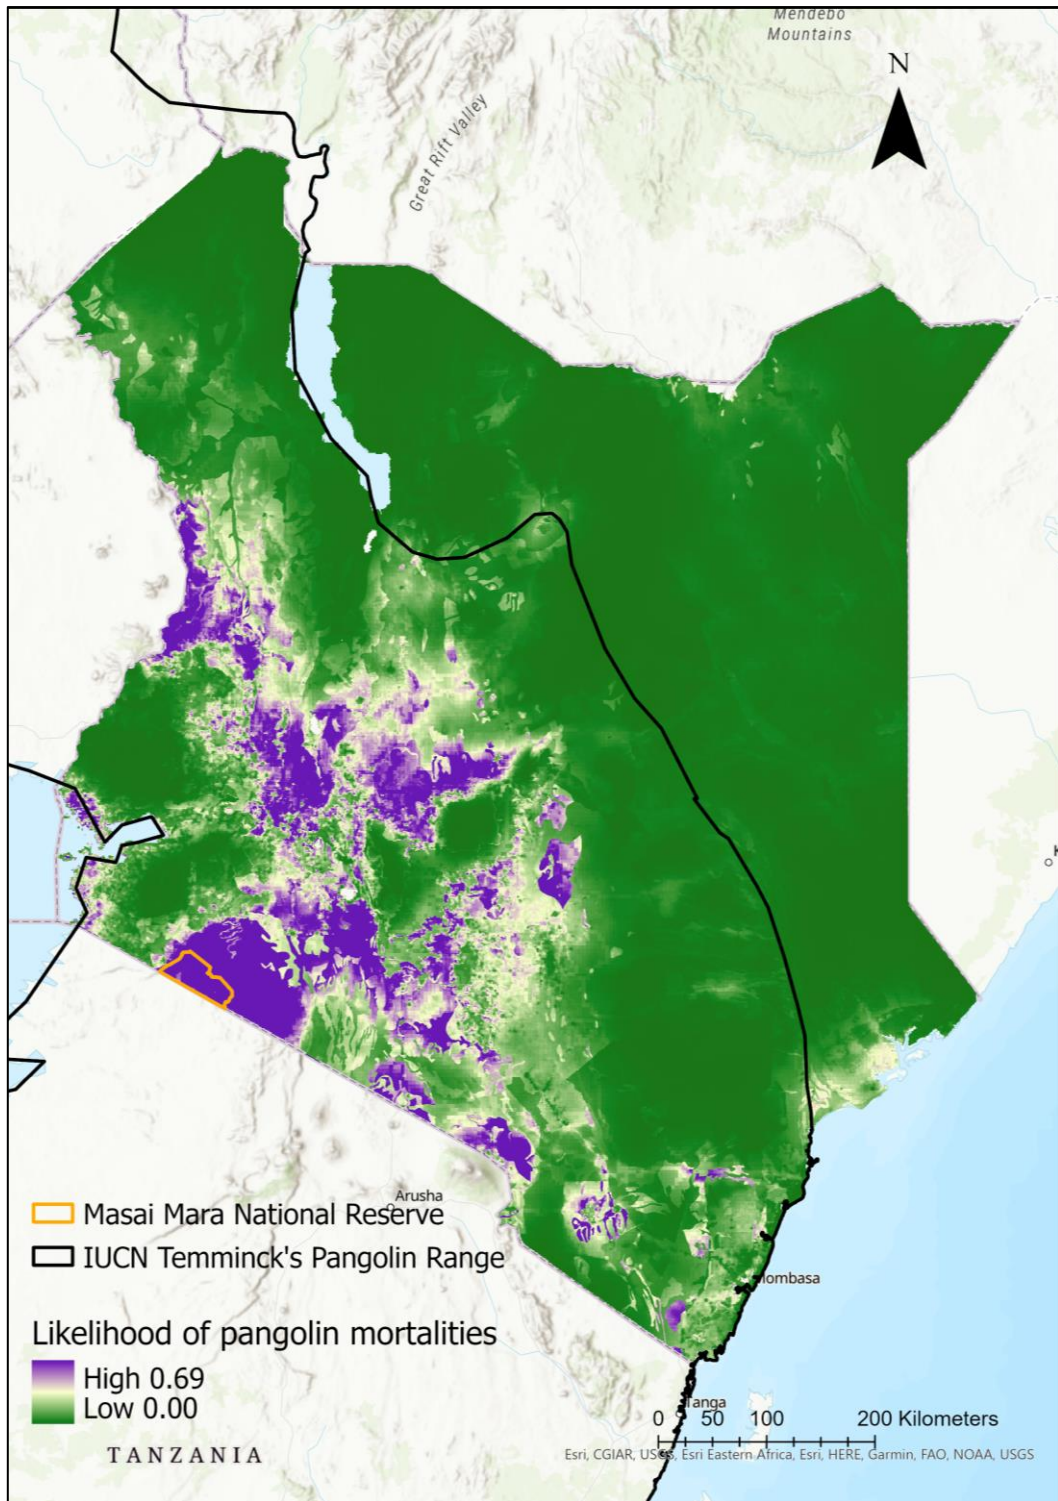 Mendebo
Mountains
N
Great Rift Valley
K
Arusha
Masai Mara National Reserve
IUCN Temminck's Pangolin Range
Mombasa
Likelihood of pangolin mortalities
High 0.69
Low 0.00
Tanga
0 50 100 200 Kilometers
TANZANIA
Esri, CGIAR, USGS, Esri Eastern Africa, Esri, HERE, Garmin, FAO, NOAA, USGS